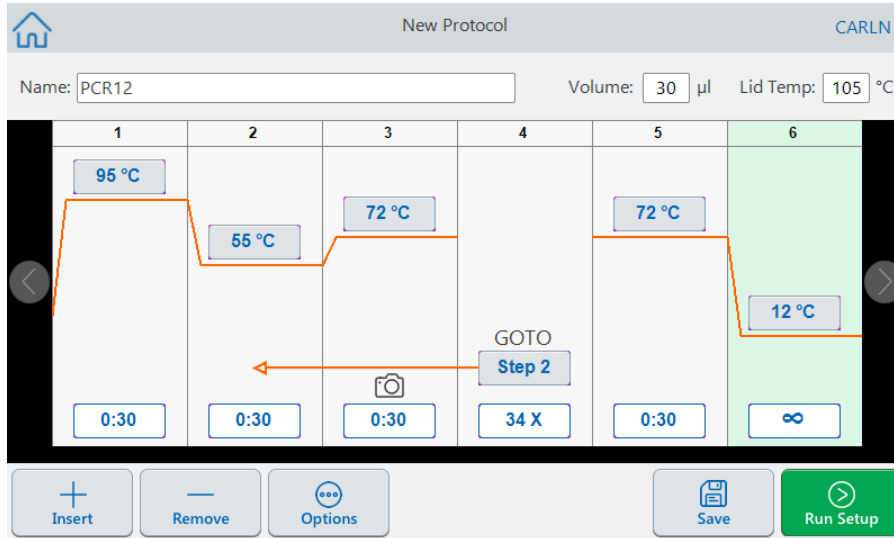 New Protocol
CARLN
Name: PCR12
Volume: 30 µl
Lid Temp: 105 °C
1 2 3 4 5 6
95 °C
72 °C
72 °C
55 °C
12 °C
GOTO
Step 2
0:30 0:30 0:30 34 X 0:30 ∞
Insert
Remove
Options
Save
Run Setup